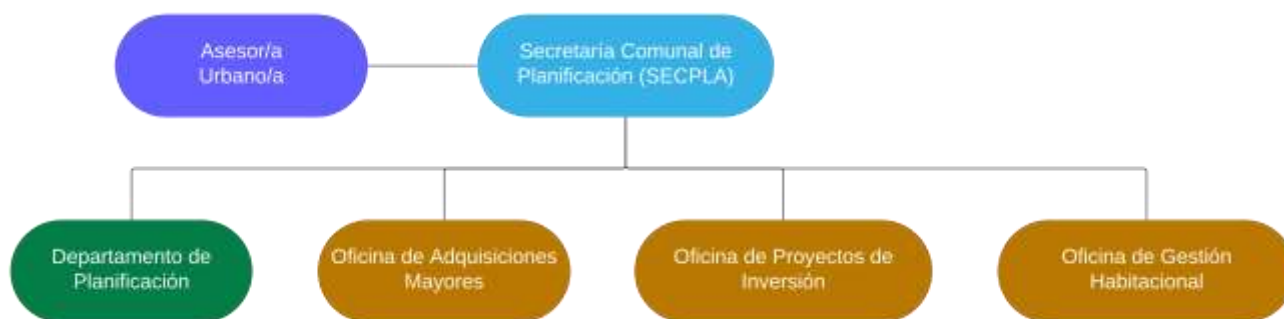 Asesor/a
Urbano/a
Secretaría Comunal de
Planificación (SECPLA)
Departamento de
Planificación
Oficina de Adquisiciones
Mayores
Oficina de Proyectos de
Inversión
Oficina de Gestión
Habitacional